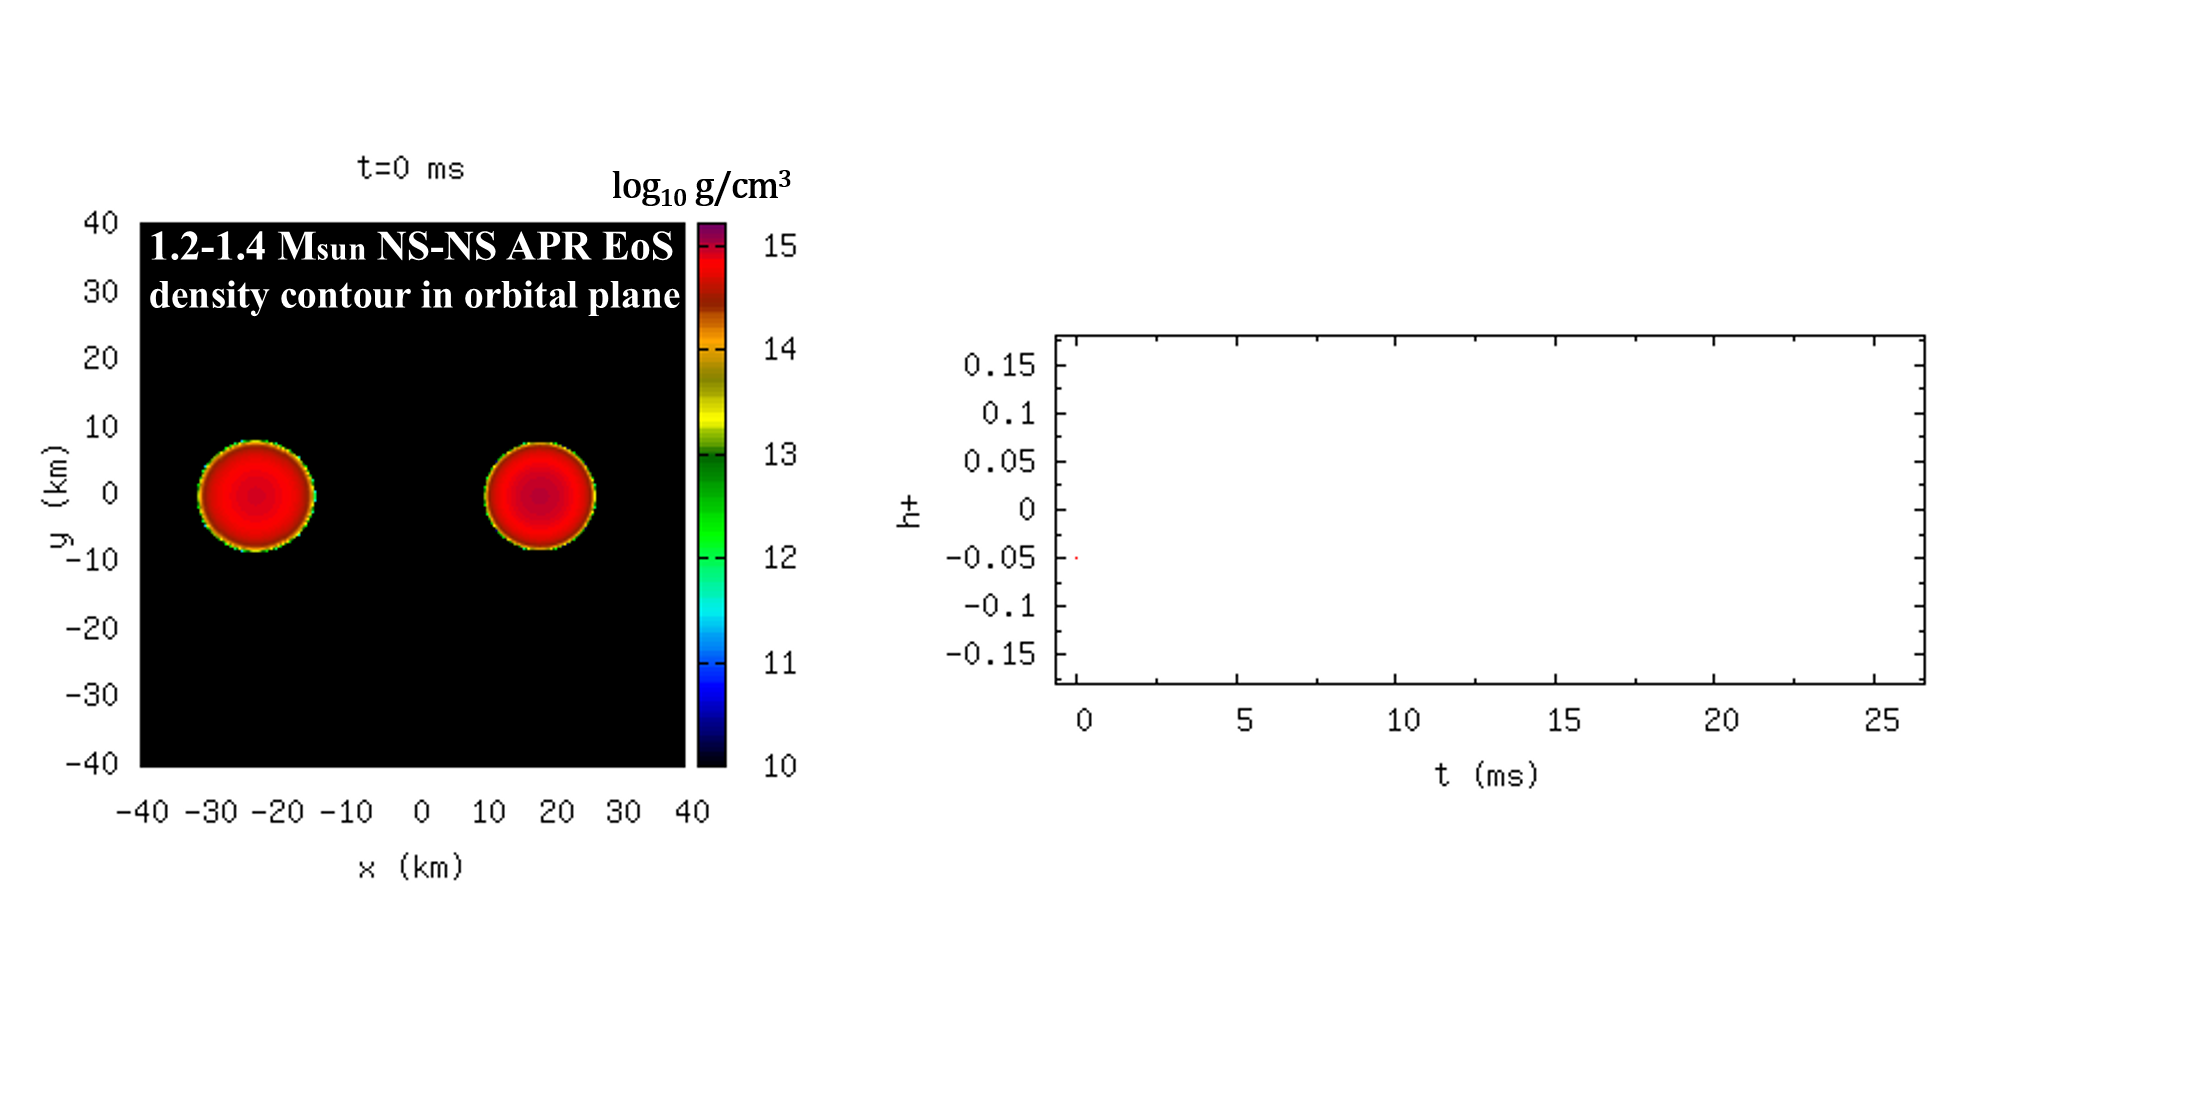 t=0 ms
log₁₀ g/cm³
1.2-1.4 Msun NS-NS APR EoS
density contour in orbital plane
40
30
20
10
0
-10
-20
-30
-40
y (km)
-40 -30 -20 -10 0 10 20 30 40
x (km)
15
14
13
12
11
10
0.15
0.1
0.05
0
-0.05
-0.1
-0.15
h+
0 5 10 15 20 25
t (ms)